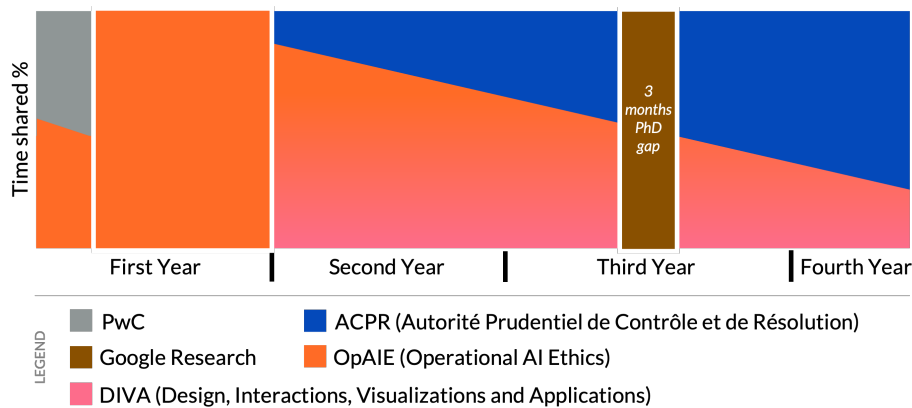 Time shared %
3
months
PhD
gap
First Year
Second Year
Third Year
Fourth Year
LEGEND
PwC
ACPR (Autorité Prudentiel de Contrôle et de Résolution)
Google Research
OpAIE (Operational AI Ethics)
DIVA (Design, Interactions, Visualizations and Applications)